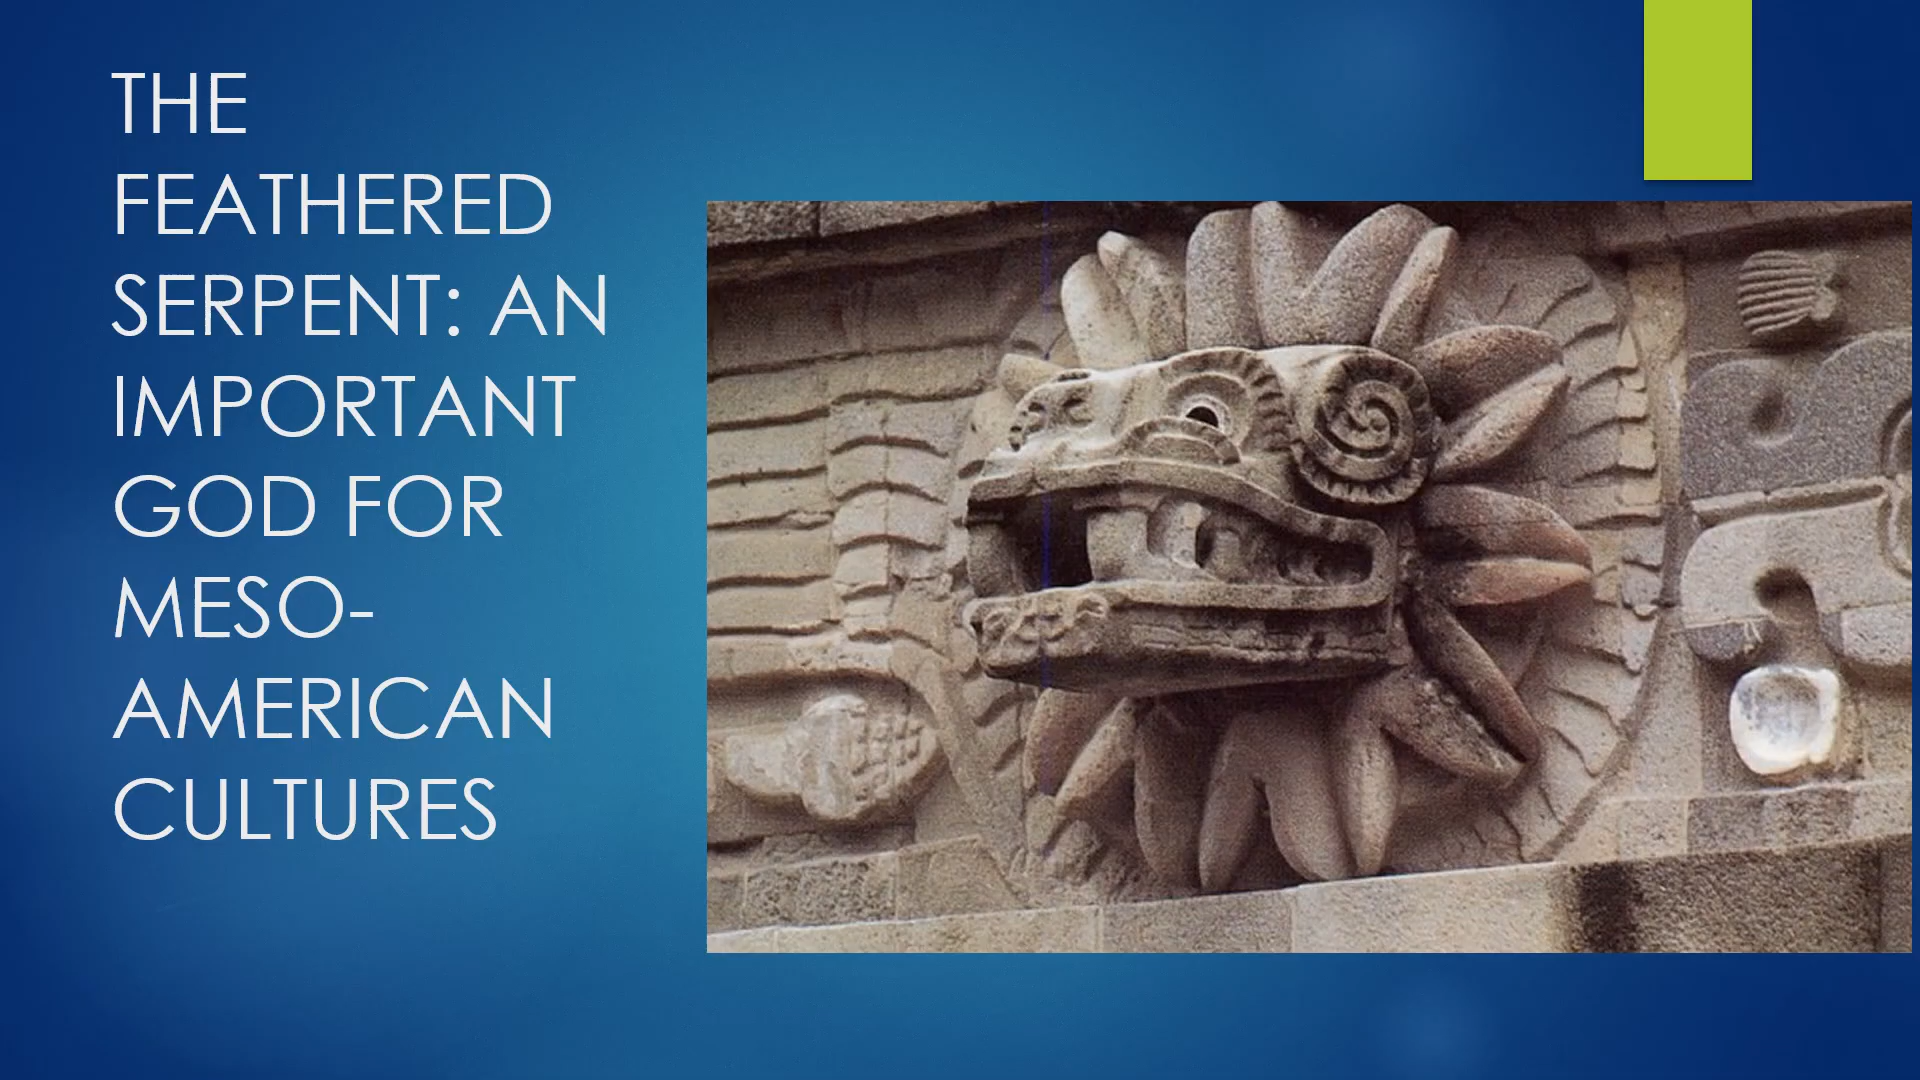 THE
FEATHERED
SERPENT: AN
IMPORTANT
GOD FOR
MESO-
AMERICAN
CULTURES